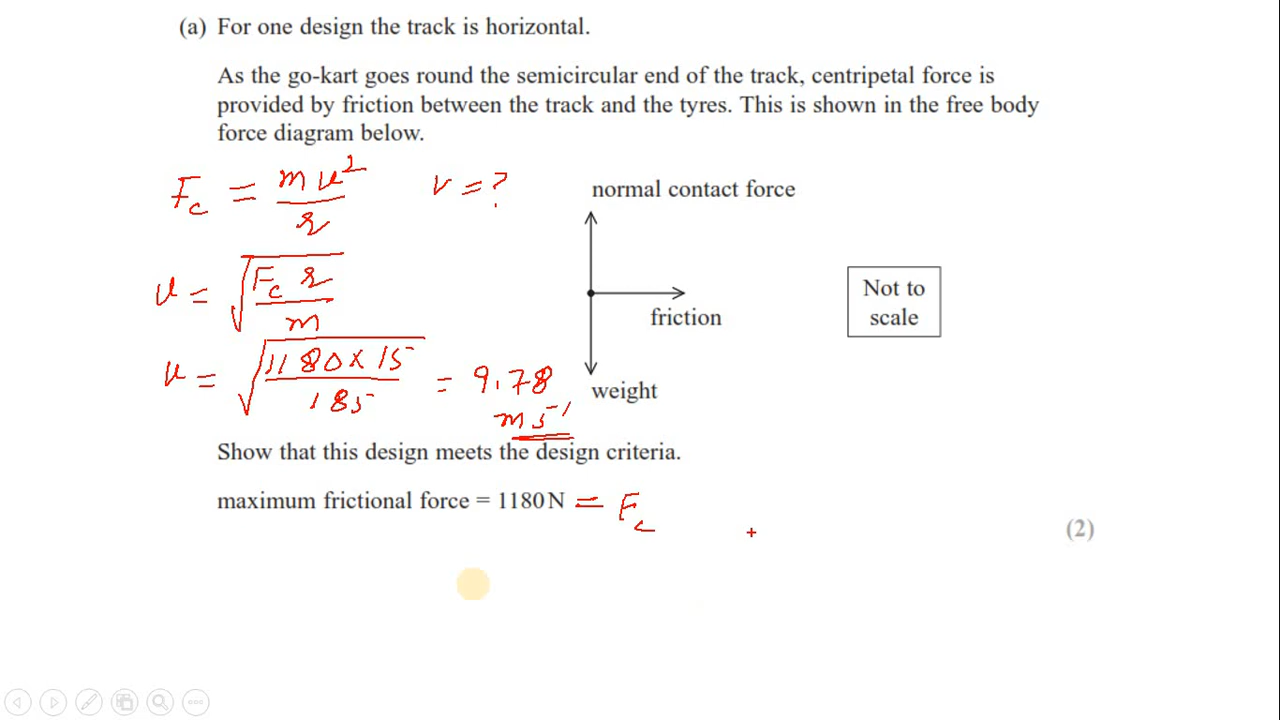 (a) For one design the track is horizontal.
As the go-kart goes round the semicircular end of the track, centripetal force is
provided by friction between the track and the tyres. This is shown in the free body
force diagram below.
F_c = mv²/r   v = ?
normal contact force
v = √(F_c r/m)
Not to
scale
friction
v = √(1180×15/185) = 9.78
weight
ms⁻¹
Show that this design meets the design criteria.
maximum frictional force = 1180 N = F_c
(2)